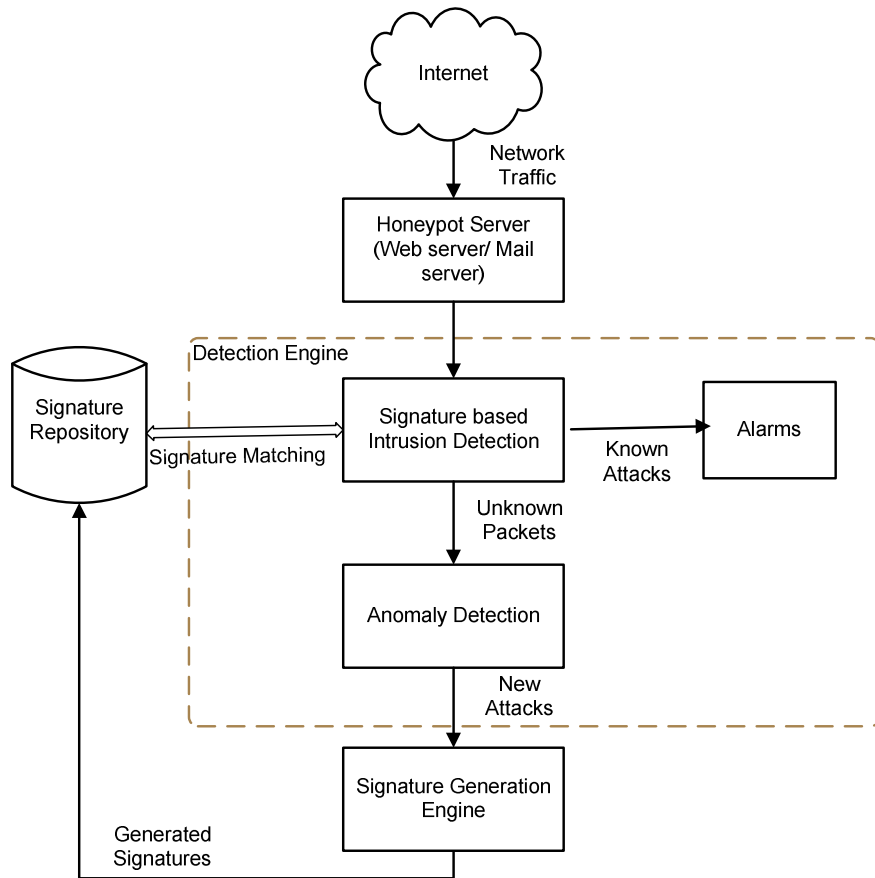 Internet
Network
Traffic
Honeypot Server
(Web server/ Mail
server)
Detection Engine
Signature
Repository
Signature Matching
Signature based
Intrusion Detection
Known
Attacks
Alarms
Unknown
Packets
Anomaly Detection
New
Attacks
Signature Generation
Engine
Generated
Signatures